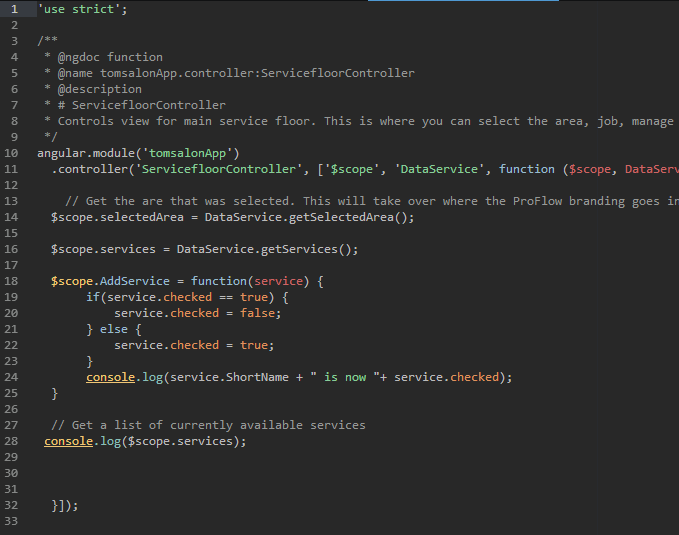 1 'use strict';
2
3 /**
4 * @ngdoc function
5 * @name tomsalonApp.controller:ServicefloorController
6 * @description
7 * # ServicefloorController
8 * Controls view for main service floor. This is where you can select the area, job, manage
9 */
10 angular.module('tomsalonApp')
11 .controller('ServicefloorController', ['$scope', 'DataService', function ($scope, DataServ
12
13 // Get the are that was selected. This will take over where the ProFlow branding goes in
14 $scope.selectedArea = DataService.getSelectedArea();
15
16 $scope.services = DataService.getServices();
17
18 $scope.AddService = function(service) {
19 if(service.checked == true) {
20 service.checked = false;
21 } else {
22 service.checked = true;
23 }
24 console.log(service.ShortName + " is now "+ service.checked);
25 }
26
27 // Get a list of currently available services
28 console.log($scope.services);
29
30
31
32 }]);
33